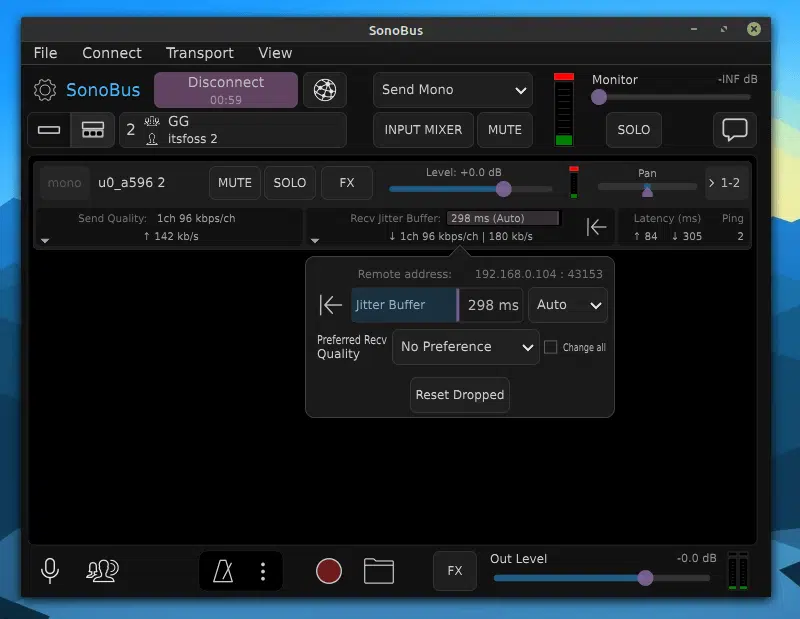 SonoBus
File Connect Transport View
SonoBus
Disconnect
00:59
Send Mono
Monitor -INF dB
2 GG
itsfoss 2
INPUT MIXER MUTE SOLO
mono u0_a596 2 MUTE SOLO FX
Level: +0.0 dB
Pan
1-2
Send Quality: 1ch 96 kbps/ch
↑ 142 kb/s
Recv Jitter Buffer: 298 ms (Auto)
↓ 1ch 96 kbps/ch | 180 kb/s
Latency (ms) Ping
↑ 84 ↓ 305 2
Remote address: 192.168.0.104 : 43153
Jitter Buffer 298 ms Auto
Preferred Recv
Quality
No Preference
Change all
Reset Dropped
FX
Out Level -0.0 dB